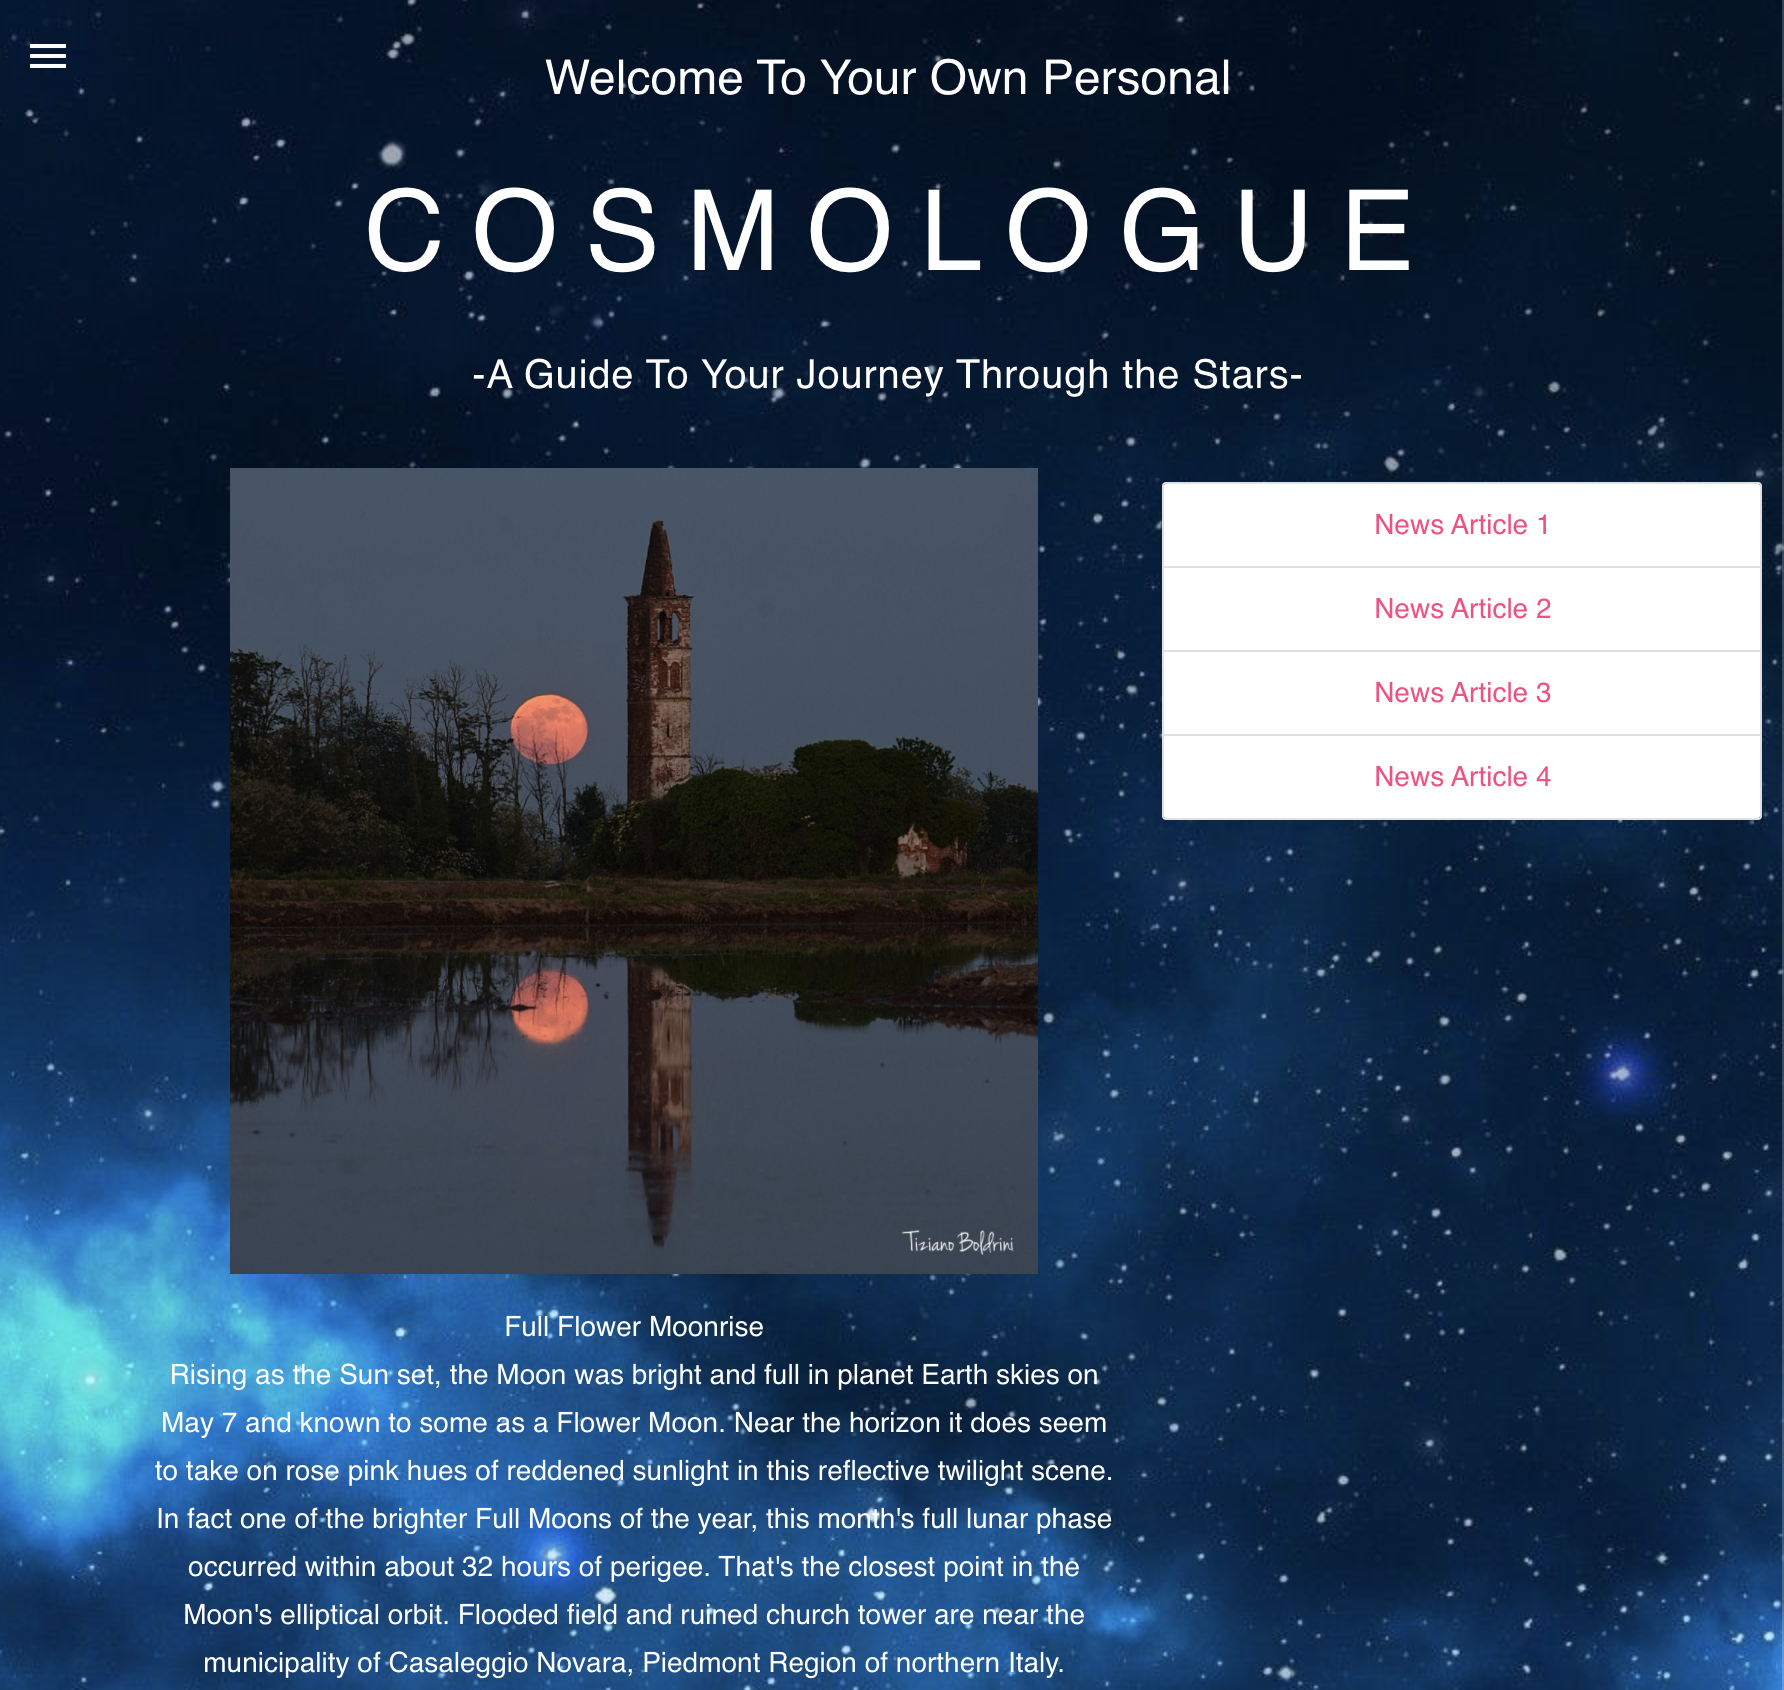 Welcome To Your Own Personal
COSMOLOGUE
-A Guide To Your Journey Through the Stars-
News Article 1
News Article 2
News Article 3
News Article 4
Tiziano Boldrini
Full Flower Moonrise
Rising as the Sun set, the Moon was bright and full in planet Earth skies on
May 7 and known to some as a Flower Moon. Near the horizon it does seem
to take on rose pink hues of reddened sunlight in this reflective twilight scene.
In fact one of the brighter Full Moons of the year, this month's full lunar phase
occurred within about 32 hours of perigee. That's the closest point in the
Moon's elliptical orbit. Flooded field and ruined church tower are near the
municipality of Casaleggio Novara, Piedmont Region of northern Italy.